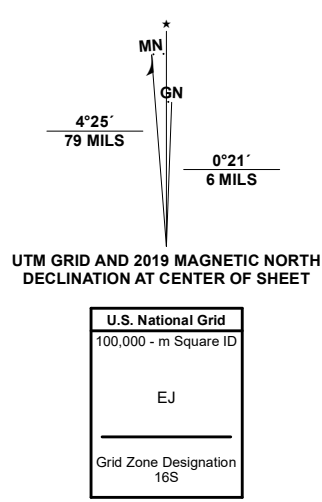 ★
MN
GN
4°25´
79 MILS
0°21´
6 MILS
UTM GRID AND 2019 MAGNETIC NORTH
DECLINATION AT CENTER OF SHEET
U.S. National Grid
100,000 - m Square ID
EJ
Grid Zone Designation
16S